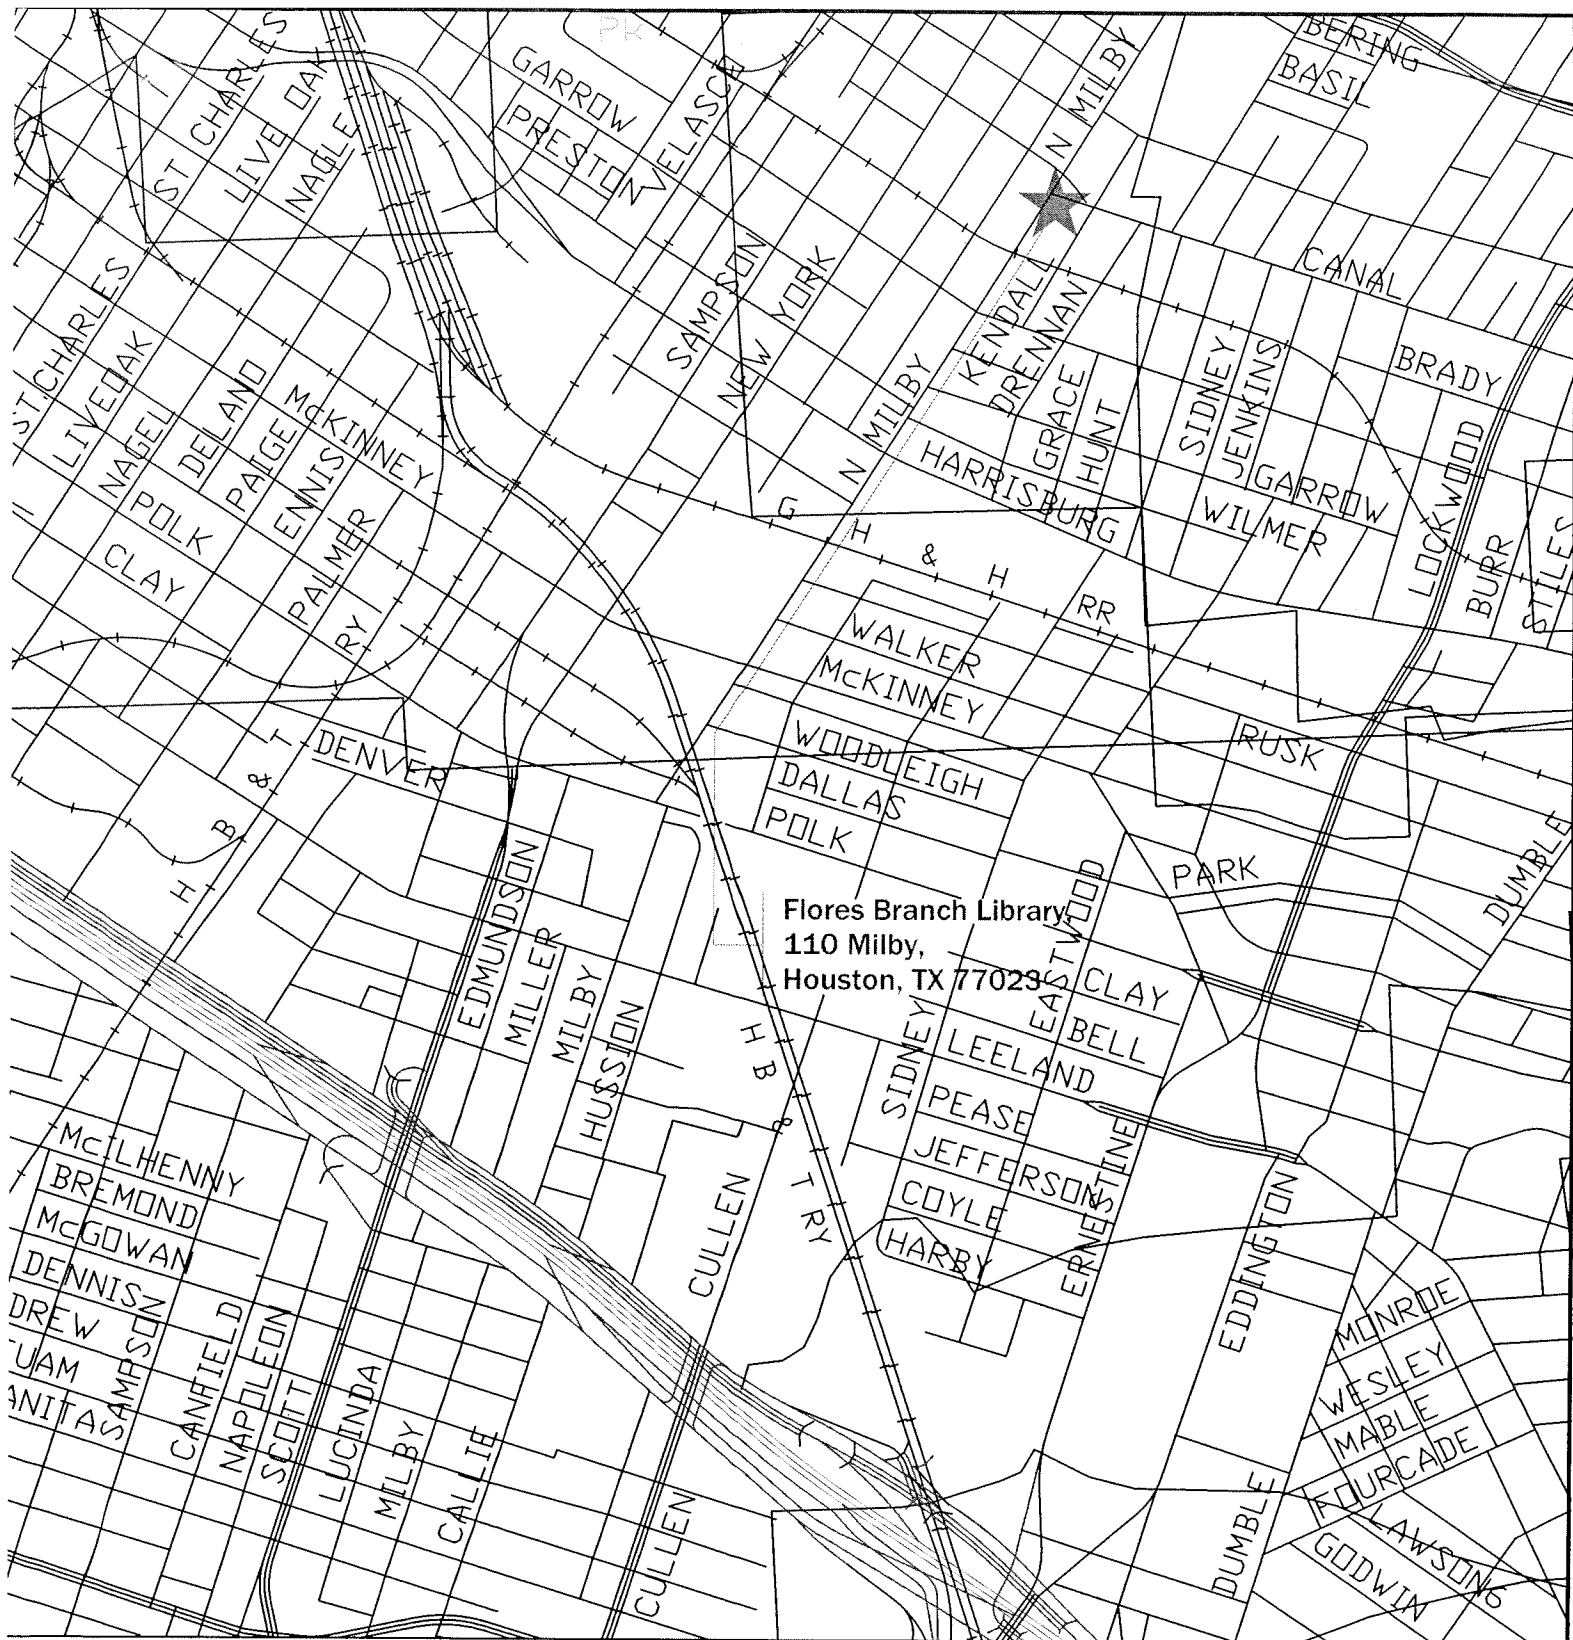 PK
BERING
BASIL
N MILBY
ST CHARLES
LIVE OAK
NAGLE
GARROW
PRESTON
N VELASCO
CANAL
SAMPSON
NEW YORK
KENDALL
DRENNAN
SIDNEY
JENKINS
BRADY
ST.CHARLES
LIVEOAK
NAGEL
DELANO
PAIGE
ENNIS
McKINNEY
N MILBY
GRACE
HUNT
HARRISBURG
GARROW
WILMER
LOCKWOOD
BURR
STILES
POLK
CLAY
PALMER
G H & H RR
WALKER
McKINNEY
WOODLEIGH
DALLAS
POLK
RUSK
DENVER
H B & T RY
PARK
DUMBLE
EDMUNDSON
MILLER
MILBY
HUSSION
Flores Branch Library,
110 Milby,
Houston, TX 77023
EASTWOOD
CLAY
BELL
SIDNEY
LEELAND
PEASE
JEFFERSON
COYLE
HARBY
ERNESTINE
EDDINGTON
H B & T RY
CULLEN
McILHENNY
BREMOND
McGOWAN
DENNIS
DREW
TUAM
ANITA
N SAMPSON
CANFIELD
NAPOLEON
SCOTT
LUCINDA
MILBY
CALLIE
CULLEN
MONROE
WESLEY
MABLE
FOURCADE
LAWSON
GODWIN
DUMBLE